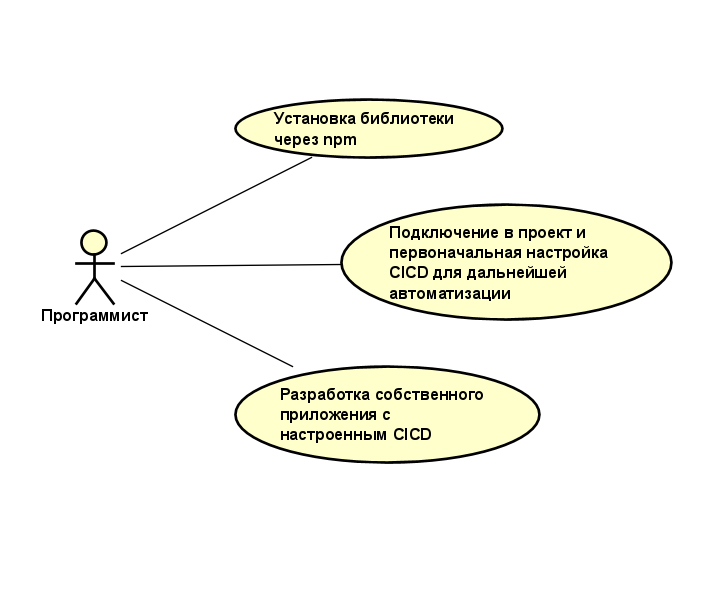 Установка библиотеки
через npm
Подключение в проект и
первоначальная настройка
CICD для дальнейшей
автоматизации
Программист
Разработка собственного
приложения с
настроенным CICD